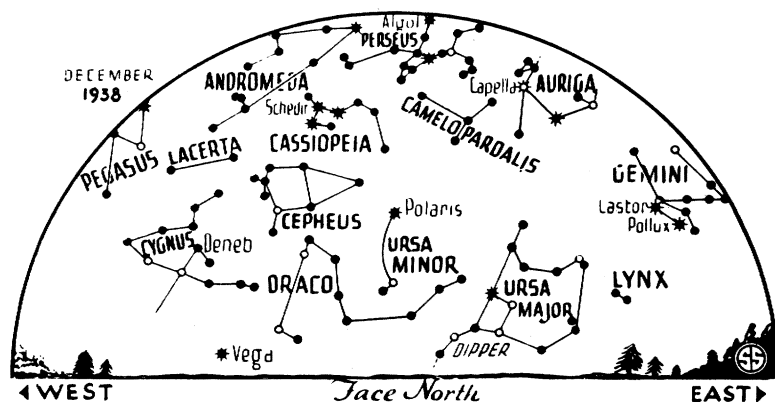 Algol
PERSEUS
DECEMBER
1938
ANDROMEDA
Capella
AURIGA
Schedir
CAMELOPARDALIS
CASSIOPEIA
PEGASUS
LACERTA
GEMINI
Castor
Pollux
Polaris
CEPHEUS
CYGNUS
Deneb
URSA
MINOR
DRACO
URSA
MAJOR
LYNX
DIPPER
Vega
SS
WEST
Face North
EAST